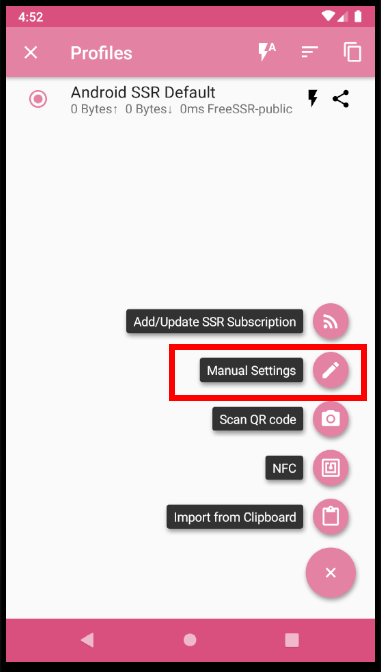 4:52
Profiles
A
Android SSR Default
0 Bytes↑ 0 Bytes↓ 0ms FreeSSR-public
Add/Update SSR Subscription
Manual Settings
Scan QR code
NFC
Import from Clipboard